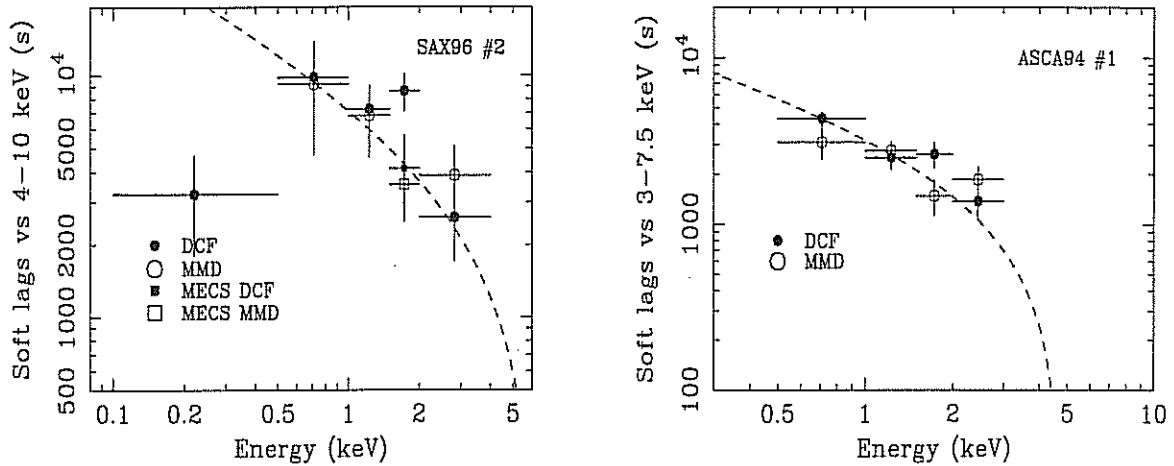 Soft lags vs 4-10 keV (s)
10⁴
5000
2000
1000
500
SAX96 #2
DCF
MMD
MECS DCF
MECS MMD
0.1 0.2 0.5 1 2 5
Energy (keV)
Soft lags vs 3-7.5 keV (s)
10⁴
1000
100
ASCA94 #1
DCF
MMD
0.5 1 2 5 10
Energy (keV)